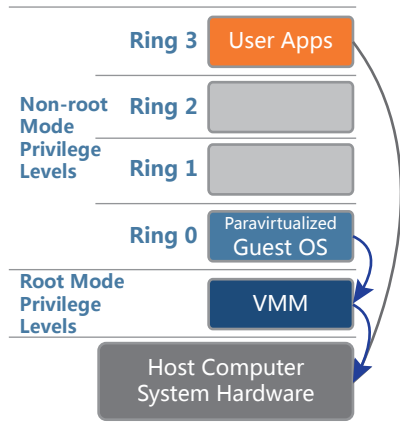 Ring 3
User Apps
Non-root
Mode
Privilege
Levels
Ring 2
Ring 1
Ring 0
Paravirtualized
Guest OS
Root Mode
Privilege
Levels
VMM
Host Computer
System Hardware